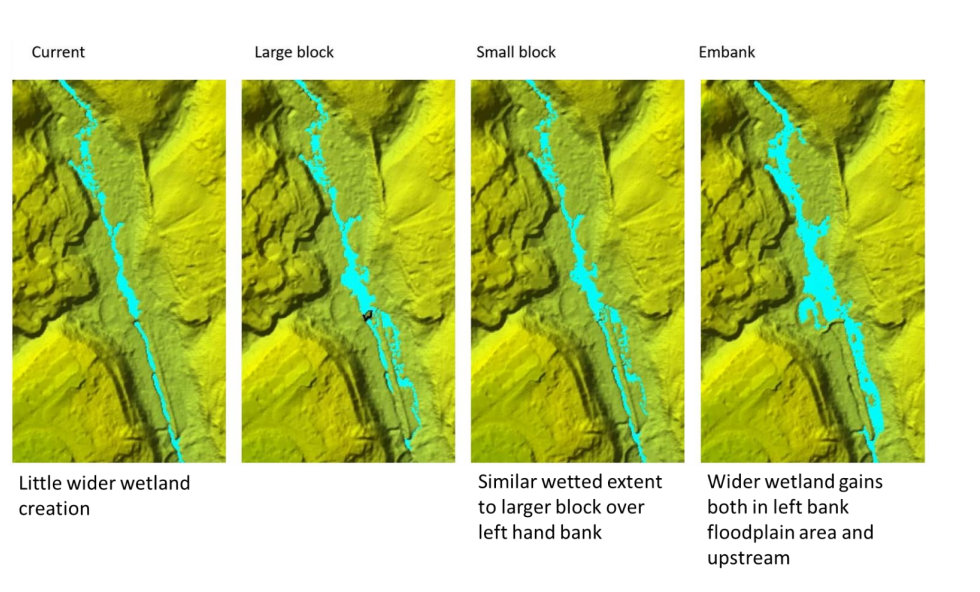 Current
Large block
Small block
Embank
Little wider wetland
creation
Similar wetted extent
to larger block over
left hand bank
Wider wetland gains
both in left bank
floodplain area and
upstream